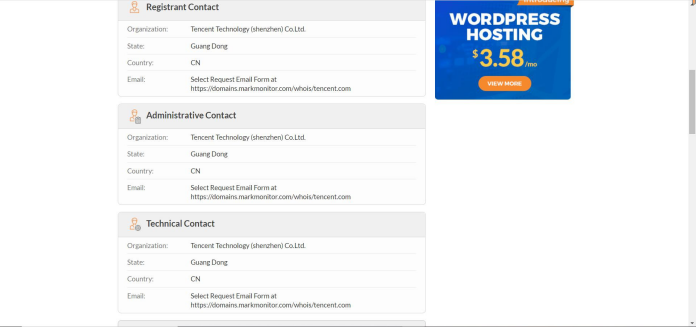 Registrant Contact
Organization: Tencent Technology (shenzhen) Co.Ltd.
State: Guang Dong
Country: CN
Email: Select Request Email Form at
https://domains.markmonitor.com/whois/tencent.com
Administrative Contact
Organization: Tencent Technology (shenzhen) Co.Ltd.
State: Guang Dong
Country: CN
Email: Select Request Email Form at
https://domains.markmonitor.com/whois/tencent.com
Technical Contact
Organization: Tencent Technology (shenzhen) Co.Ltd.
State: Guang Dong
Country: CN
Email: Select Request Email Form at
https://domains.markmonitor.com/whois/tencent.com
Introducing
WORDPRESS
HOSTING
$3.58/mo
VIEW MORE